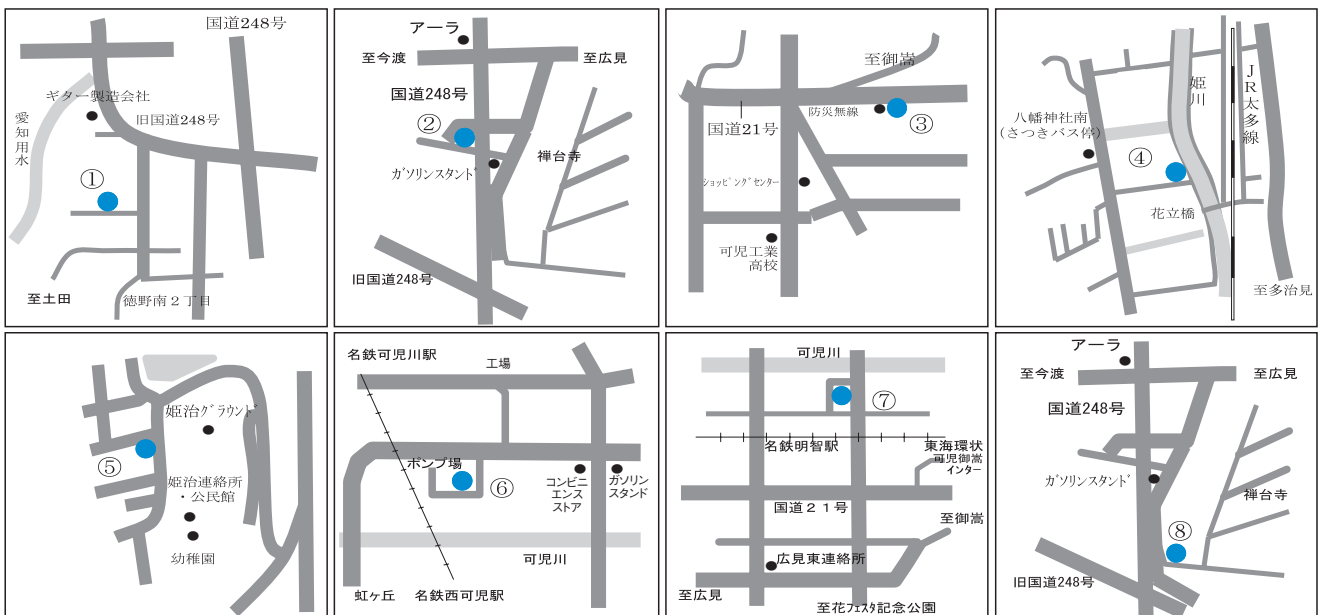 国道248号
ギター製造会社
旧国道248号
愛知用水
①
至土田
徳野南２丁目
アーラ
至今渡
至広見
国道248号
②
禅台寺
ガソリンスタンド
旧国道248号
至御嵩
防災無線
③
国道21号
ショッピングセンター
可児工業
高校
姫川
JR太多線
八幡神社南
(さつきバス停)
④
花立橋
至多治見
姫治グラウンド
⑤
姫治連絡所
・公民館
幼稚園
名鉄可児川駅
工場
ポンプ場
⑥
コンビニ
エンス
ストア
ガソリン
スタンド
可児川
虹ヶ丘
名鉄西可児駅
可児川
⑦
名鉄明智駅
東海環状
可児御嵩
インター
国道２１号
至御嵩
広見東連絡所
至広見
至花フェスタ記念公園
アーラ
至今渡
至広見
国道248号
ガソリンスタンド
禅台寺
⑧
旧国道248号